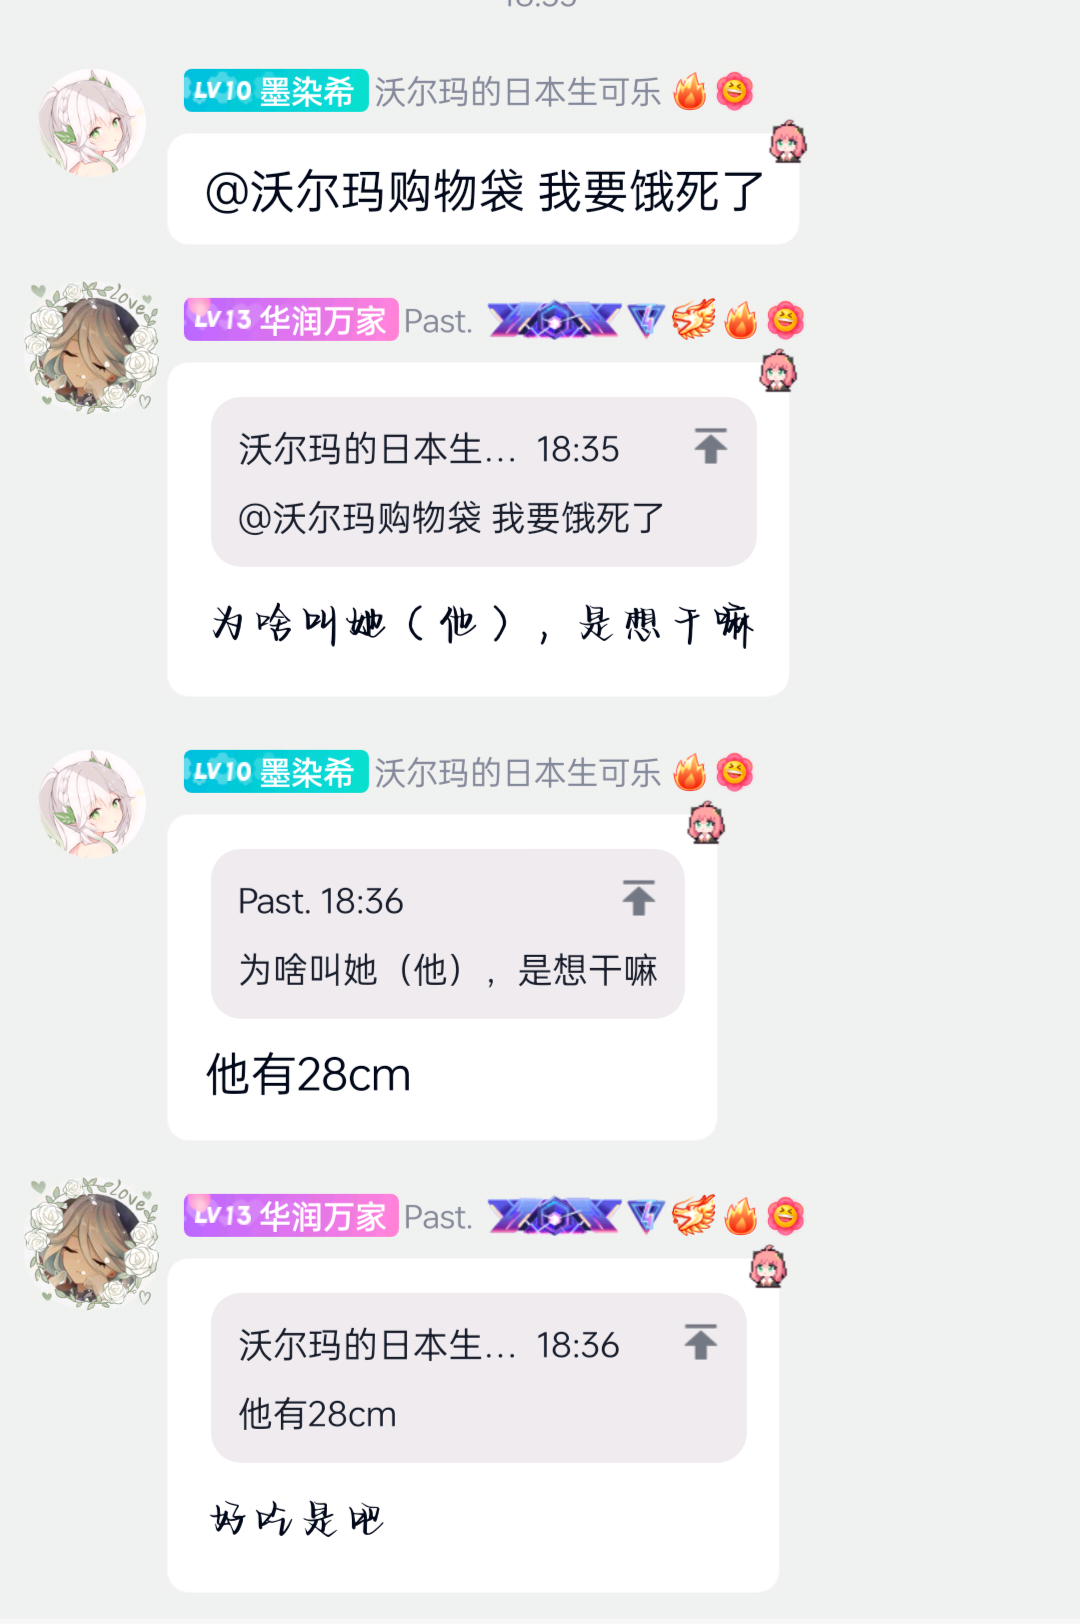 LV10 墨染希 沃尔玛的日本生可乐
@沃尔玛购物袋 我要饿死了
love
LV13 华润万家 Past.
沃尔玛的日本生... 18:35
@沃尔玛购物袋 我要饿死了
为啥叫她（他），是想干嘛
LV10 墨染希 沃尔玛的日本生可乐
Past. 18:36
为啥叫她（他），是想干嘛
他有28cm
love
LV13 华润万家 Past.
沃尔玛的日本生... 18:36
他有28cm
好吃是吧